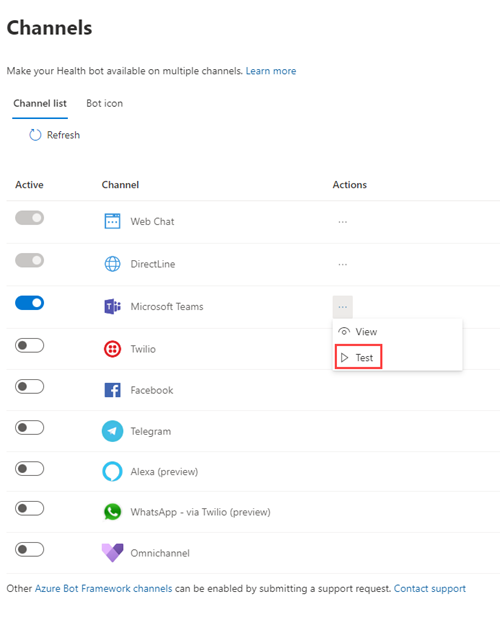 Channels
Make your Health bot available on multiple channels. Learn more
Channel list Bot icon
Refresh
Active Channel Actions
Web Chat ...
DirectLine ...
Microsoft Teams ...
View
Twilio
Test
Facebook
Telegram
Alexa (preview)
WhatsApp - via Twilio (preview)
Omnichannel
Other Azure Bot Framework channels can be enabled by submitting a support request. Contact support